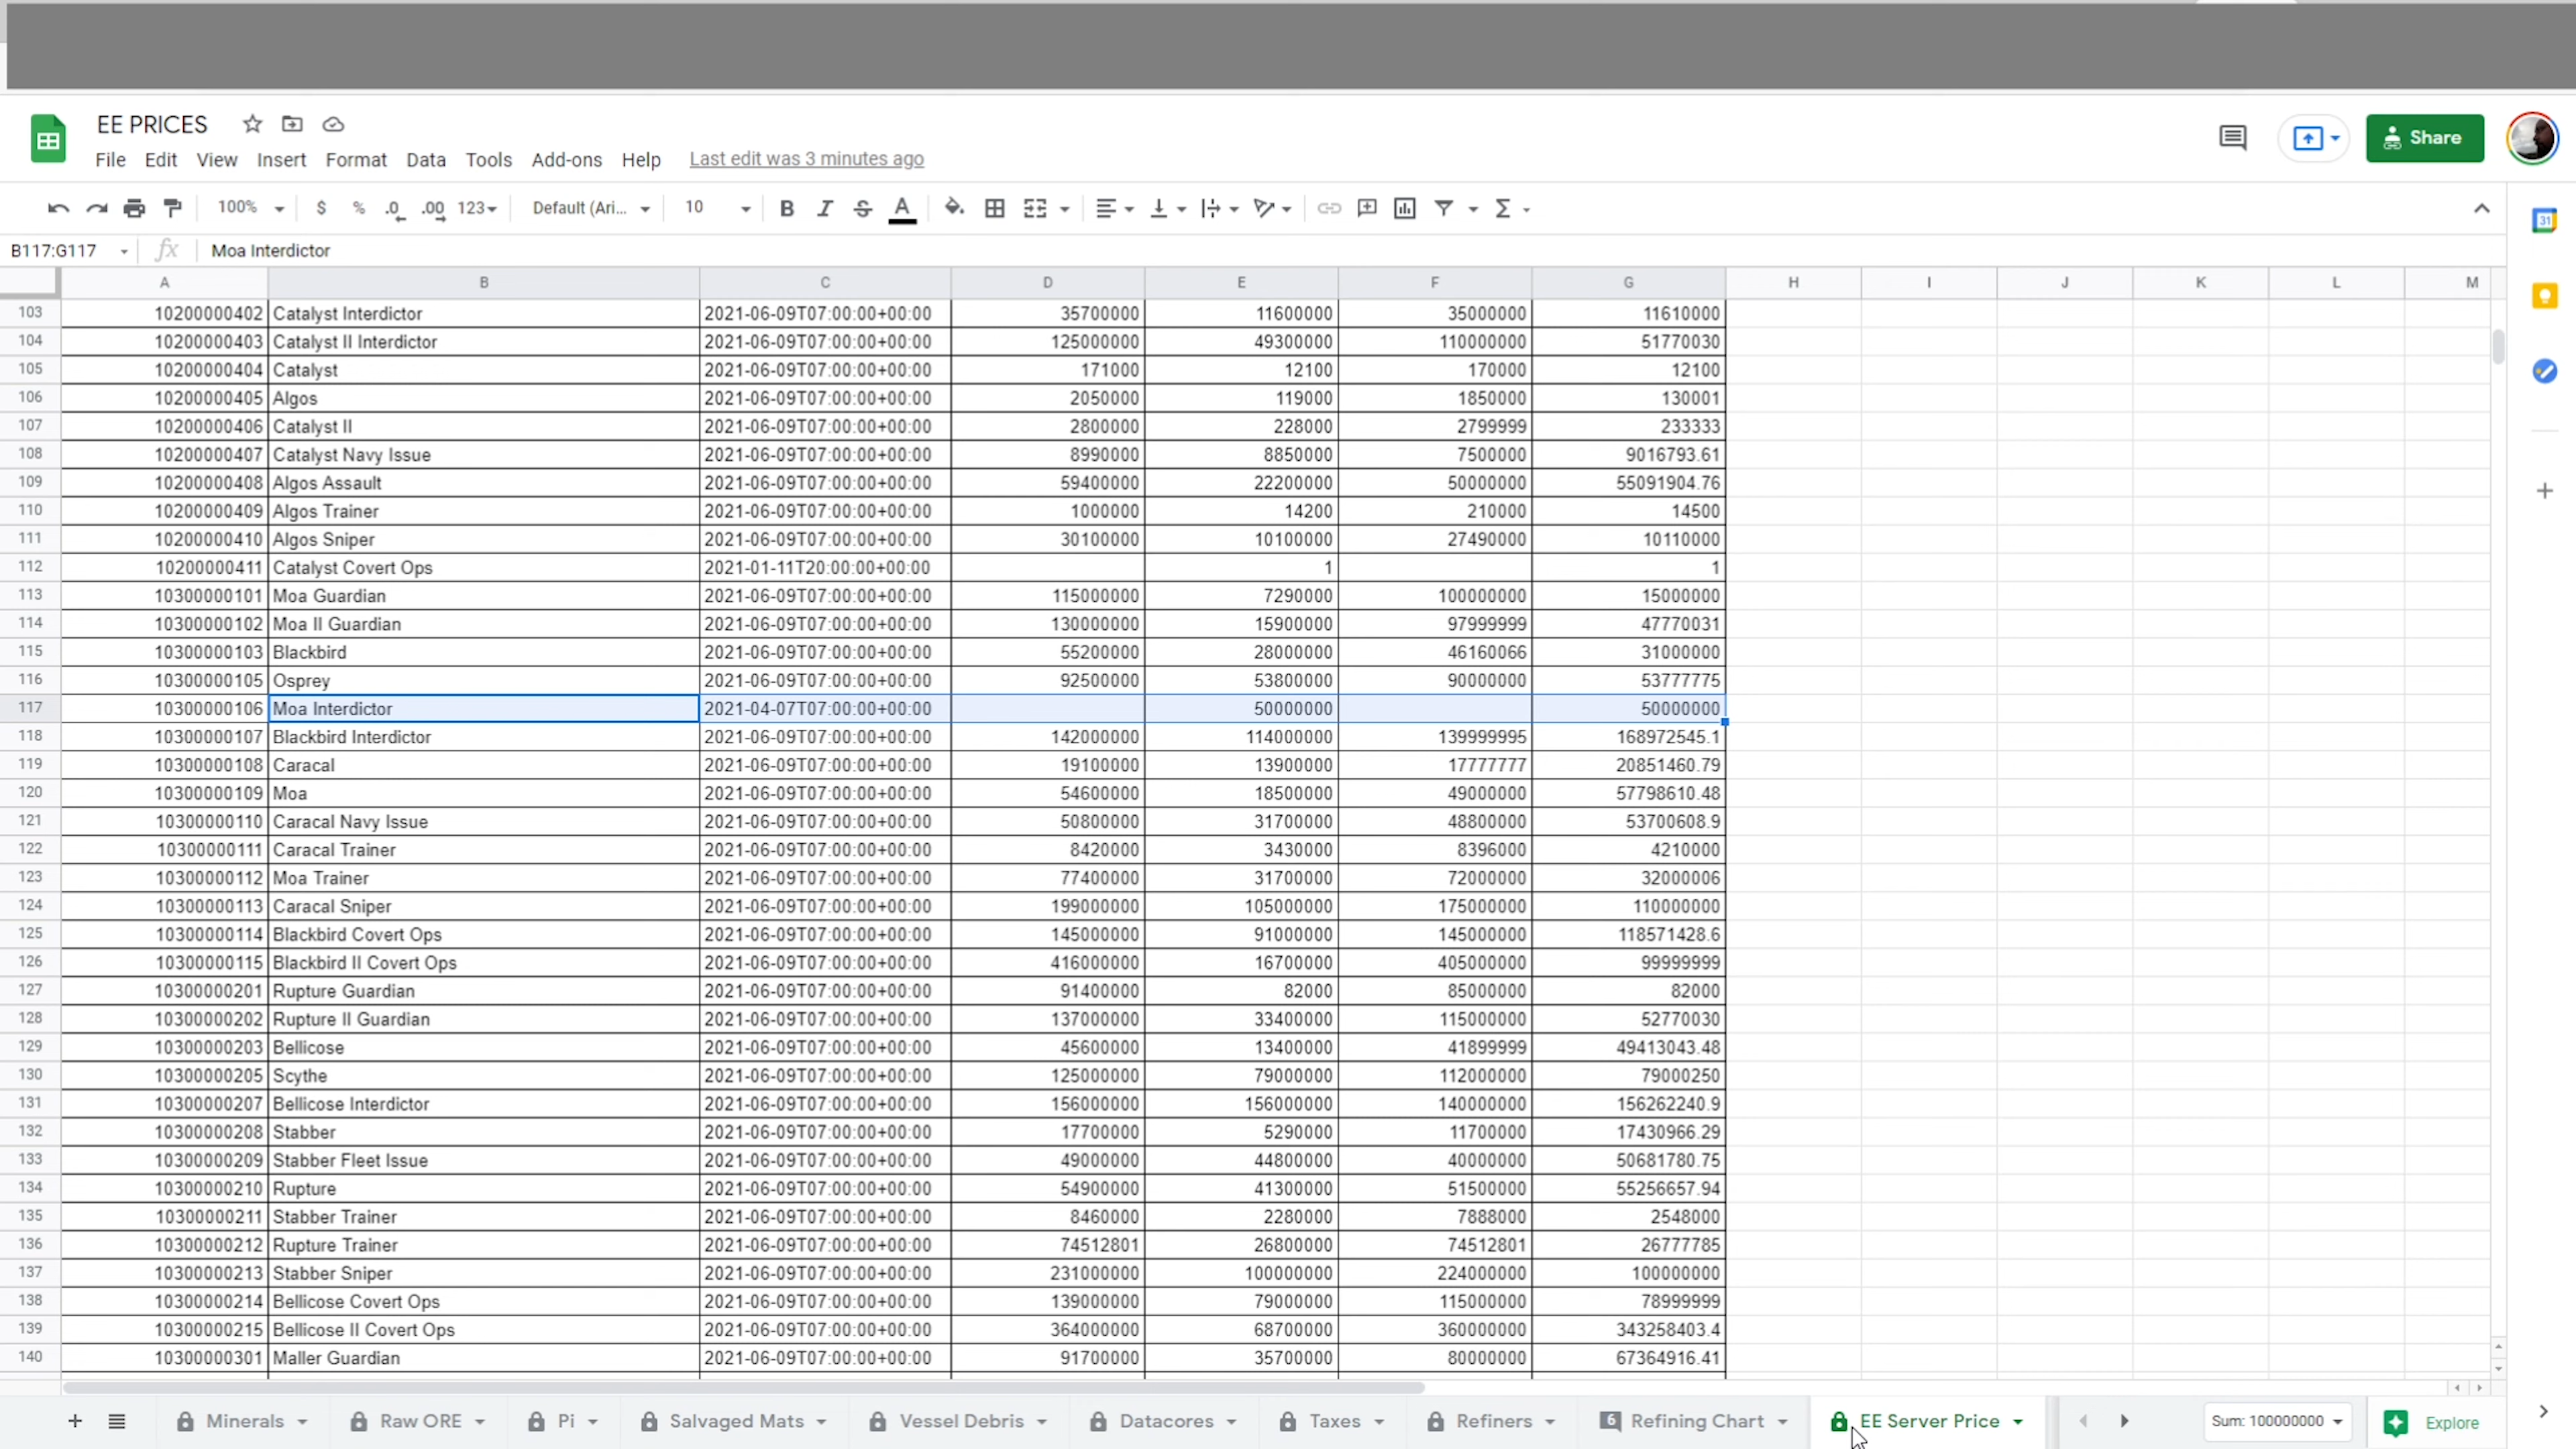 EE PRICES
File Edit View Insert Format Data Tools Add-ons Help Last edit was 3 minutes ago
Share
100% $ % .0 .00 123 Default (Ari... 10 B I S A Σ
31
B117:G117 fx Moa Interdictor
A B C D E F G H I J K L M
103 10200000402 Catalyst Interdictor 2021-06-09T07:00:00+00:00 35700000 11600000 35000000 11610000
104 10200000403 Catalyst II Interdictor 2021-06-09T07:00:00+00:00 125000000 49300000 110000000 51770030
105 10200000404 Catalyst 2021-06-09T07:00:00+00:00 171000 12100 170000 12100
106 10200000405 Algos 2021-06-09T07:00:00+00:00 2050000 119000 1850000 130001
107 10200000406 Catalyst II 2021-06-09T07:00:00+00:00 2800000 228000 2799999 233333
108 10200000407 Catalyst Navy Issue 2021-06-09T07:00:00+00:00 8990000 8850000 7500000 9016793.61
109 10200000408 Algos Assault 2021-06-09T07:00:00+00:00 59400000 22200000 50000000 55091904.76
110 10200000409 Algos Trainer 2021-06-09T07:00:00+00:00 1000000 14200 210000 14500
111 10200000410 Algos Sniper 2021-06-09T07:00:00+00:00 30100000 10100000 27490000 10110000
112 10200000411 Catalyst Covert Ops 2021-01-11T20:00:00+00:00 1 1
113 10300000101 Moa Guardian 2021-06-09T07:00:00+00:00 115000000 7290000 100000000 15000000
114 10300000102 Moa II Guardian 2021-06-09T07:00:00+00:00 130000000 15900000 97999999 47770031
115 10300000103 Blackbird 2021-06-09T07:00:00+00:00 55200000 28000000 46160066 31000000
116 10300000105 Osprey 2021-06-09T07:00:00+00:00 92500000 53800000 90000000 53777775
117 10300000106 Moa Interdictor 2021-04-07T07:00:00+00:00 50000000 50000000
118 10300000107 Blackbird Interdictor 2021-06-09T07:00:00+00:00 142000000 114000000 139999995 168972545.1
119 10300000108 Caracal 2021-06-09T07:00:00+00:00 19100000 13900000 17777777 20851460.79
120 10300000109 Moa 2021-06-09T07:00:00+00:00 54600000 18500000 49000000 57798610.48
121 10300000110 Caracal Navy Issue 2021-06-09T07:00:00+00:00 50800000 31700000 48800000 53700608.9
122 10300000111 Caracal Trainer 2021-06-09T07:00:00+00:00 8420000 3430000 8396000 4210000
123 10300000112 Moa Trainer 2021-06-09T07:00:00+00:00 77400000 31700000 72000000 32000006
124 10300000113 Caracal Sniper 2021-06-09T07:00:00+00:00 199000000 105000000 175000000 110000000
125 10300000114 Blackbird Covert Ops 2021-06-09T07:00:00+00:00 145000000 91000000 145000000 118571428.6
126 10300000115 Blackbird II Covert Ops 2021-06-09T07:00:00+00:00 416000000 16700000 405000000 99999999
127 10300000201 Rupture Guardian 2021-06-09T07:00:00+00:00 91400000 82000 85000000 82000
128 10300000202 Rupture II Guardian 2021-06-09T07:00:00+00:00 137000000 33400000 115000000 52770030
129 10300000203 Bellicose 2021-06-09T07:00:00+00:00 45600000 13400000 41899999 49413043.48
130 10300000205 Scythe 2021-06-09T07:00:00+00:00 125000000 79000000 112000000 79000250
131 10300000207 Bellicose Interdictor 2021-06-09T07:00:00+00:00 156000000 156000000 140000000 156262240.9
132 10300000208 Stabber 2021-06-09T07:00:00+00:00 17700000 5290000 11700000 17430966.29
133 10300000209 Stabber Fleet Issue 2021-06-09T07:00:00+00:00 49000000 44800000 40000000 50681780.75
134 10300000210 Rupture 2021-06-09T07:00:00+00:00 54900000 41300000 51500000 55256657.94
135 10300000211 Stabber Trainer 2021-06-09T07:00:00+00:00 8460000 2280000 7888000 2548000
136 10300000212 Rupture Trainer 2021-06-09T07:00:00+00:00 74512801 26800000 74512801 26777785
137 10300000213 Stabber Sniper 2021-06-09T07:00:00+00:00 231000000 100000000 224000000 100000000
138 10300000214 Bellicose Covert Ops 2021-06-09T07:00:00+00:00 139000000 79000000 115000000 78999999
139 10300000215 Bellicose II Covert Ops 2021-06-09T07:00:00+00:00 364000000 68700000 360000000 343258403.4
140 10300000301 Maller Guardian 2021-06-09T07:00:00+00:00 91700000 35700000 80000000 67364916.41
Minerals Raw ORE Pi Salvaged Mats Vessel Debris Datacores Taxes Refiners 6 Refining Chart EE Server Price Sum: 100000000 Explore